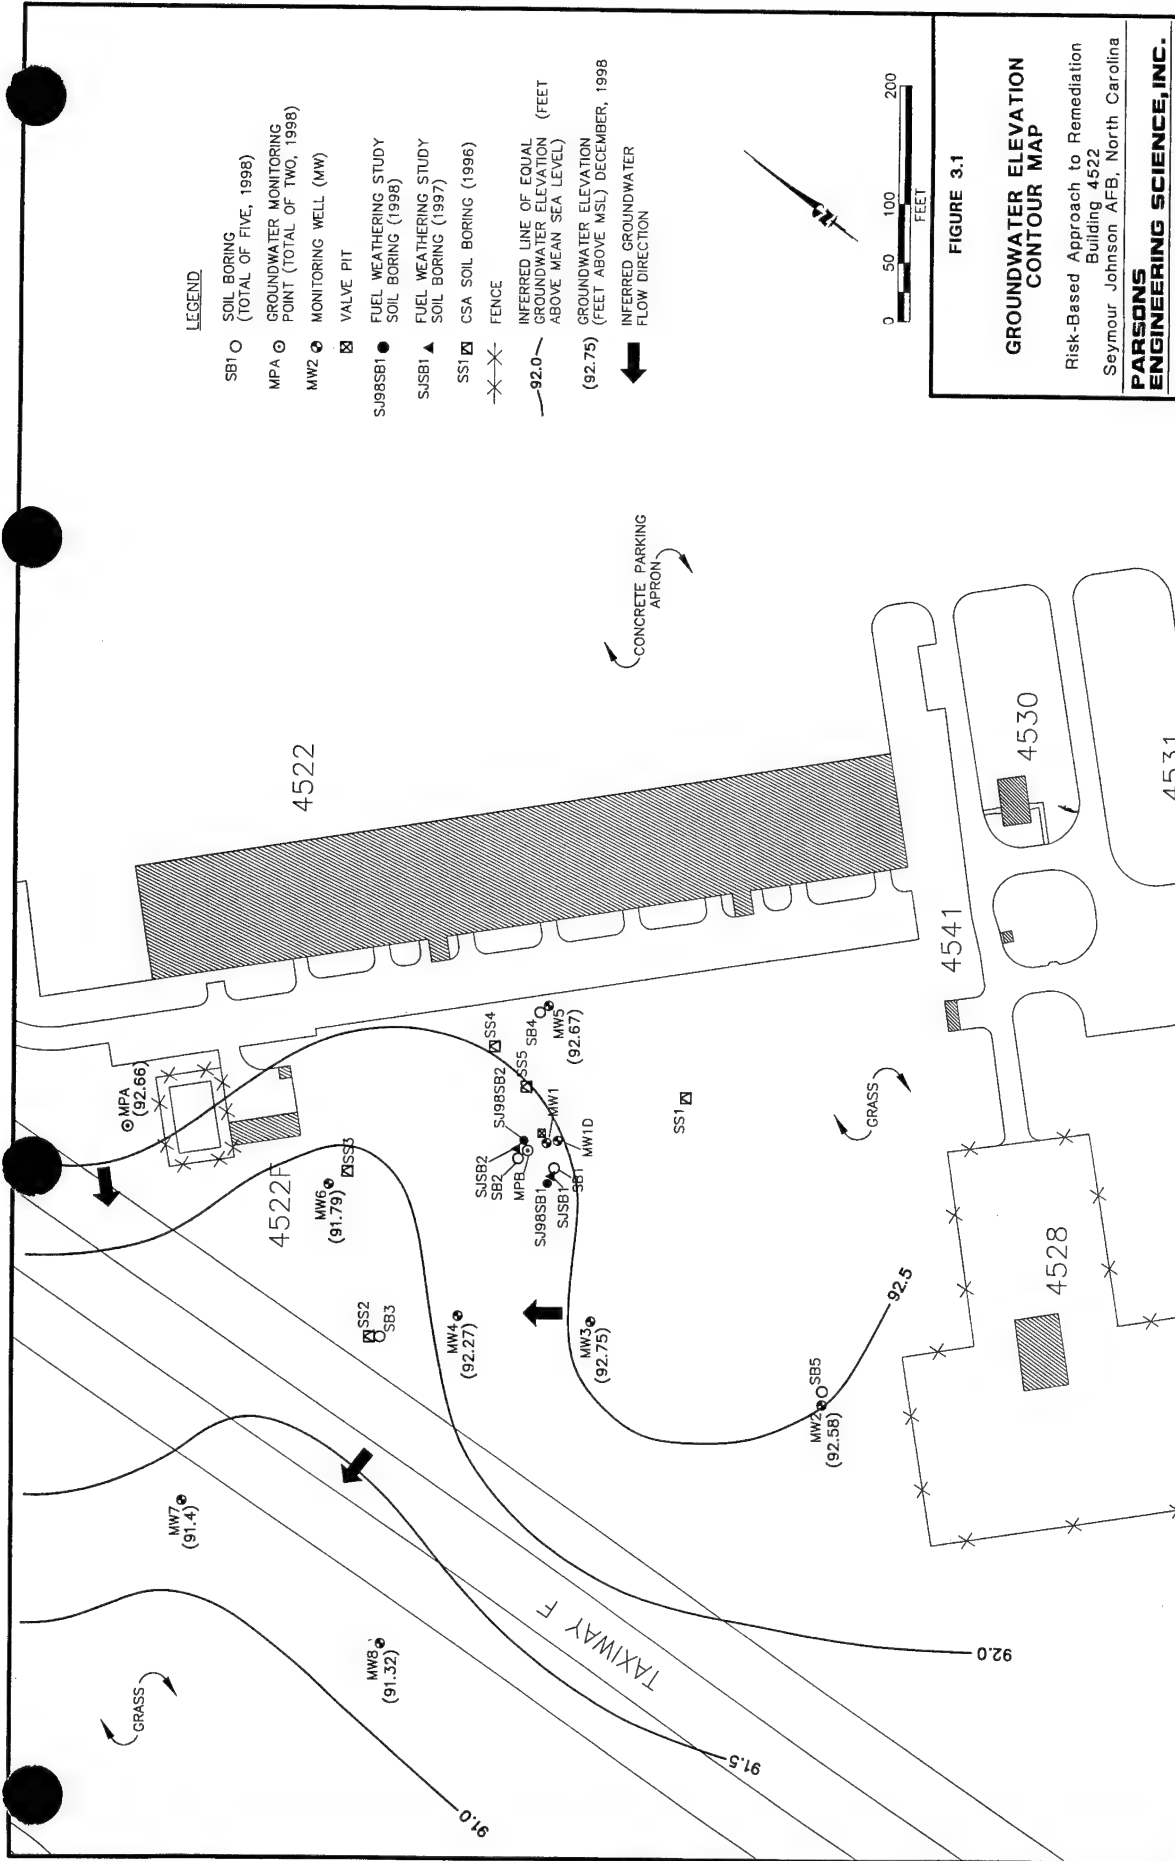 LEGEND
SB1
SOIL BORING
(TOTAL OF FIVE, 1998)
MPA
GROUNDWATER MONITORING
POINT (TOTAL OF TWO, 1998)
MW2
MONITORING WELL (MW)
VALVE PIT
SJ98SB1
FUEL WEATHERING STUDY
SOIL BORING (1998)
SJSB1
FUEL WEATHERING STUDY
SOIL BORING (1997)
SS1
CSA SOIL BORING (1996)
FENCE
92.0
INFERRED LINE OF EQUAL
GROUNDWATER ELEVATION (FEET
ABOVE MEAN SEA LEVEL)
(92.75)
GROUNDWATER ELEVATION
(FEET ABOVE MSL) DECEMBER, 1998
INFERRED GROUNDWATER
FLOW DIRECTION
N
0 50 100 200
FEET
FIGURE 3.1
GROUNDWATER ELEVATION
CONTOUR MAP
Risk-Based Approach to Remediation
Building 4522
Seymour Johnson AFB, North Carolina
PARSONS
ENGINEERING SCIENCE, INC.
CONCRETE PARKING
APRON
4522
4530
4531
4541
4528
4522F
MPA
(92.66)
SS4
SS5
SB4
MW5
(92.67)
SJ98SB2
MW1
MW1D
SJSB2
SB2
MPB
SJ98SB1
SJSB1
SB1
SS1
SS3
MW6
(91.79)
SS2
SB3
MW4
(92.27)
MW3
(92.75)
MW2
(92.58)
SB5
92.5
GRASS
MW7
(91.4)
MW8
(91.32)
GRASS
TAXIWAY F
92.0
91.5
91.0